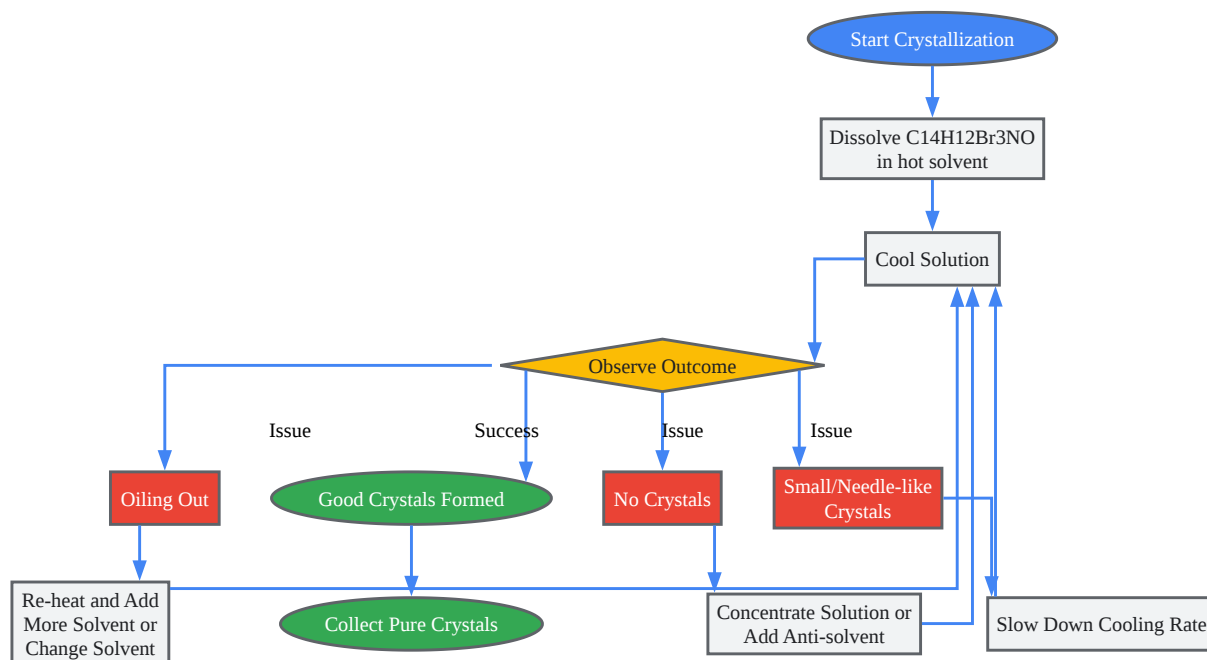 Start Crystallization
Dissolve C14H12Br3NO
in hot solvent
Cool Solution
Observe Outcome
Issue
Success
Issue
Issue
Oiling Out
Good Crystals Formed
No Crystals
Small/Needle-like
Crystals
Re-heat and Add
More Solvent or
Change Solvent
Collect Pure Crystals
Concentrate Solution or
Add Anti-solvent
Slow Down Cooling Rate